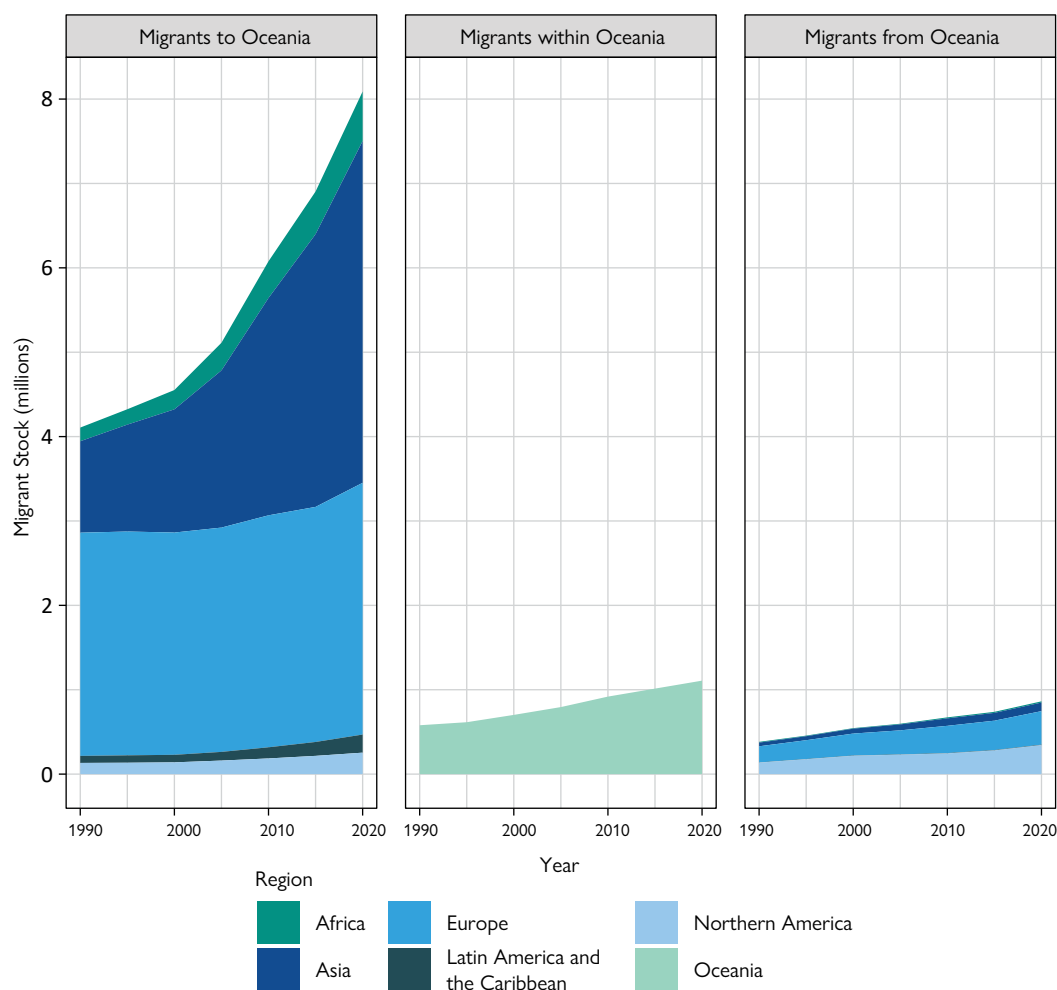 Migrants to Oceania
Migrants within Oceania
Migrants from Oceania
Migrant Stock (millions)
8
6
4
2
0
1990
2000
2010
2020
1990
2000
2010
2020
1990
2000
2010
2020
Year
Region
Africa
Europe
Northern America
Asia
Latin America and
the Caribbean
Oceania